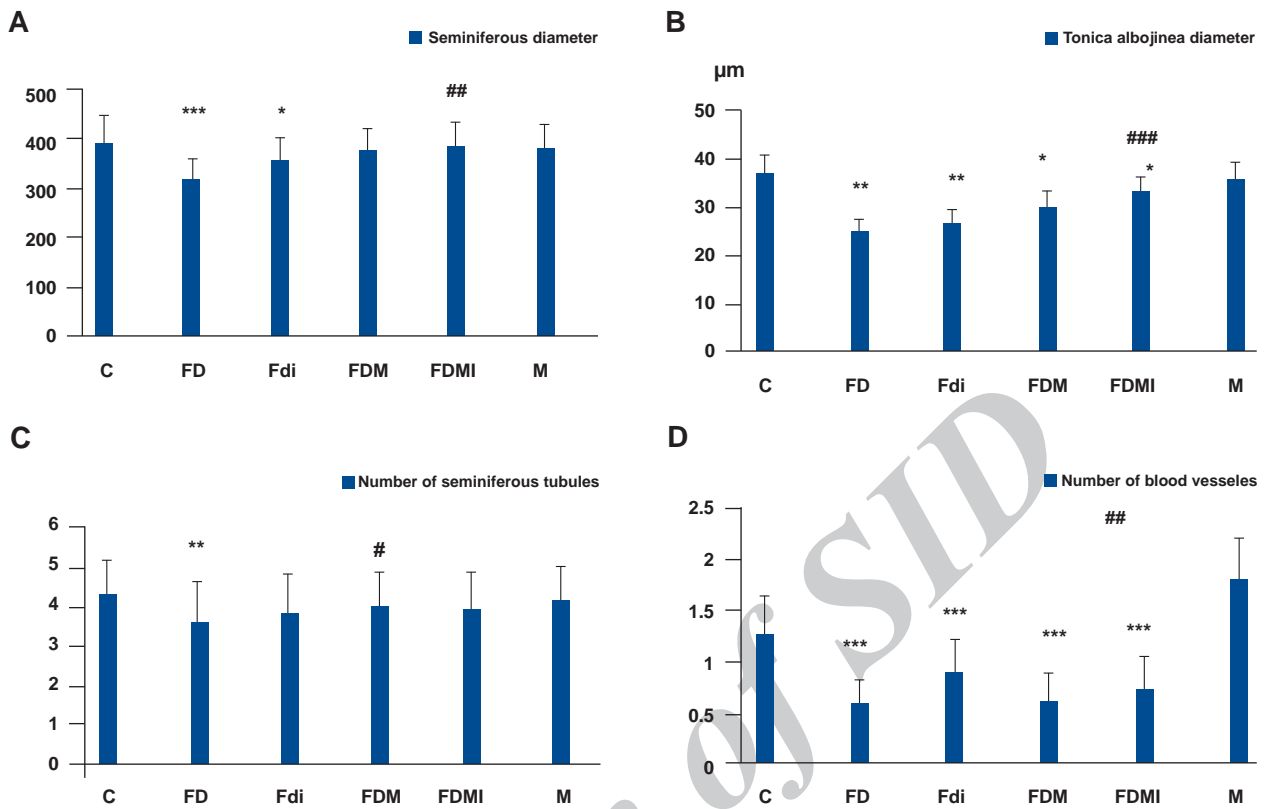 A
Seminiferous diameter
500
400
300
200
100
0
***
*
##
C FD Fdi FDM FDMI M
B
Tonica albojinea diameter
µm
50
40
30
20
10
0
**
**
*
###
*
C FD Fdi FDM FDMI M
C
Number of seminiferous tubules
6
5
4
3
2
1
0
**
#
C FD Fdi FDM FDMI M
D
Number of blood vesseles
2.5
2
1.5
1
0.5
0
##
***
***
***
***
C FD Fdi FDM FDMI M
of SID